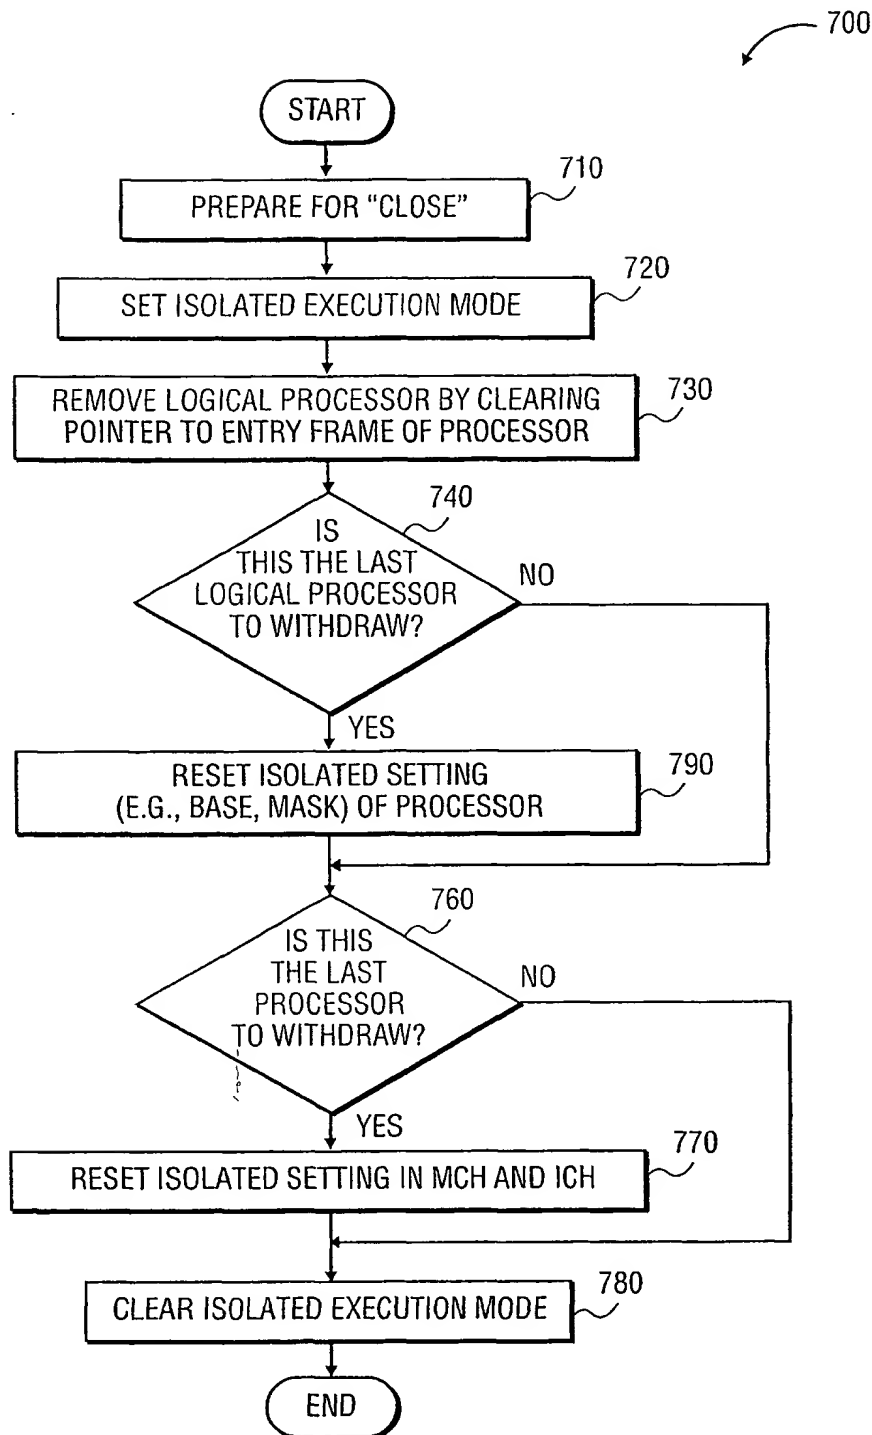 700
START
710
PREPARE FOR “CLOSE”
720
SET ISOLATED EXECUTION MODE
730
REMOVE LOGICAL PROCESSOR BY CLEARING
POINTER TO ENTRY FRAME OF PROCESSOR
740
IS
THIS THE LAST
LOGICAL PROCESSOR
TO WITHDRAW?
NO
YES
790
RESET ISOLATED SETTING
(E.G., BASE, MASK) OF PROCESSOR
760
IS THIS
THE LAST
PROCESSOR
TO WITHDRAW?
NO
YES
770
RESET ISOLATED SETTING IN MCH AND ICH
780
CLEAR ISOLATED EXECUTION MODE
END